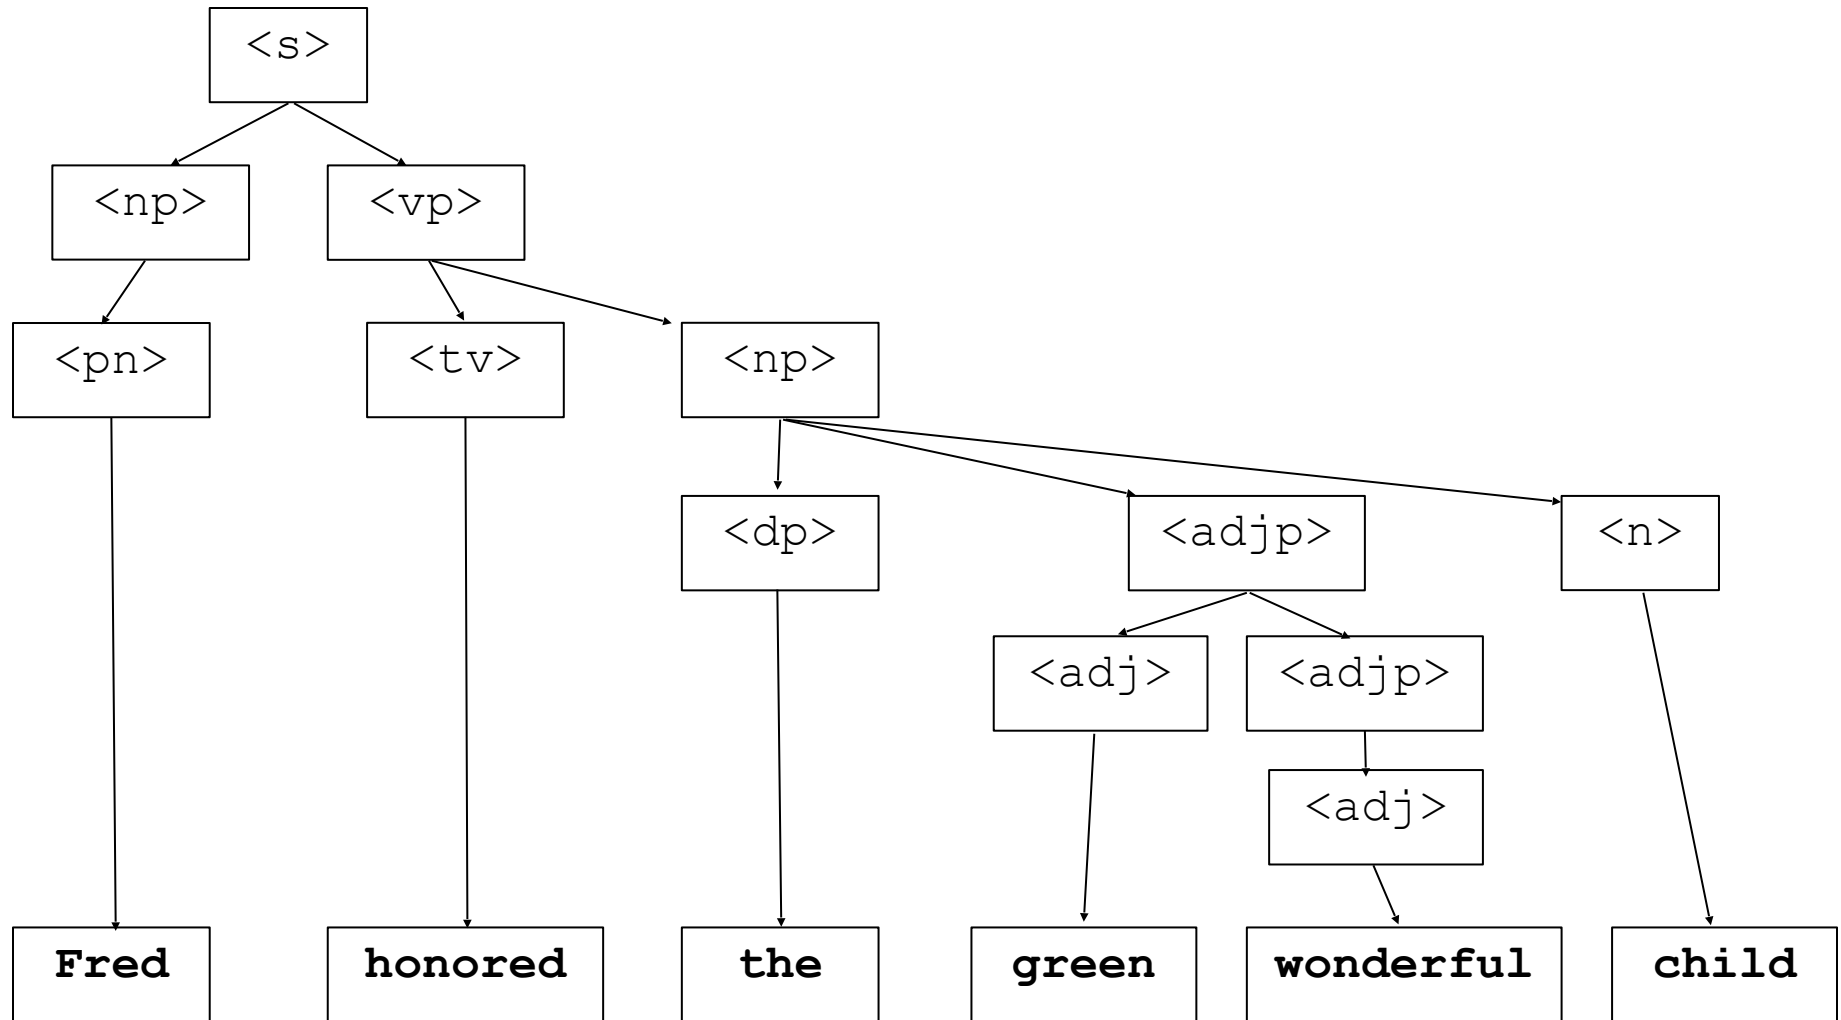 <s>
<np> <vp>
<pn> <tv> <np>
<dp> <adjp> <n>
<adj> <adjp>
<adj>
Fred honored the green wonderful child